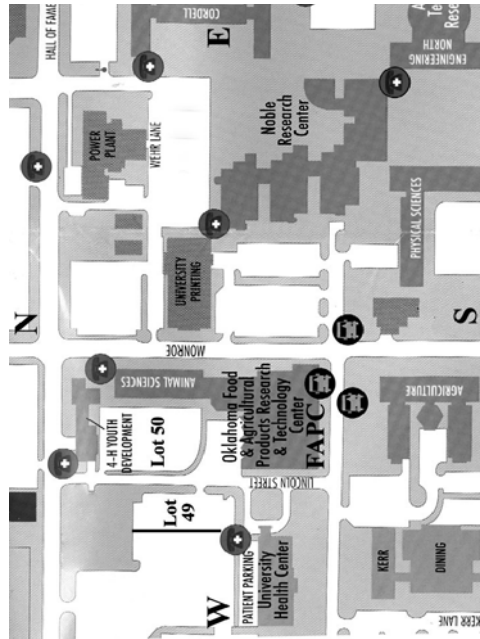 HALL OF FAME
CORDELL
E
ENGINEERING
NORTH
POWER
PLANT
WEHR LANE
Noble
Research
Center
PHYSICAL SCIENCES
UNIVERSITY
PRINTING
N
S
MONROE
ANIMAL SCIENCES
4-H YOUTH
DEVELOPMENT
Lot 50
Oklahoma Food
& Agricultural
Products Research
& Technology
Center
FAPC
AGRICULTURE
LINCOLN STREET
Lot
49
W
PATIENT PARKING
University
Health Center
KERR
DINING
KERR LANE